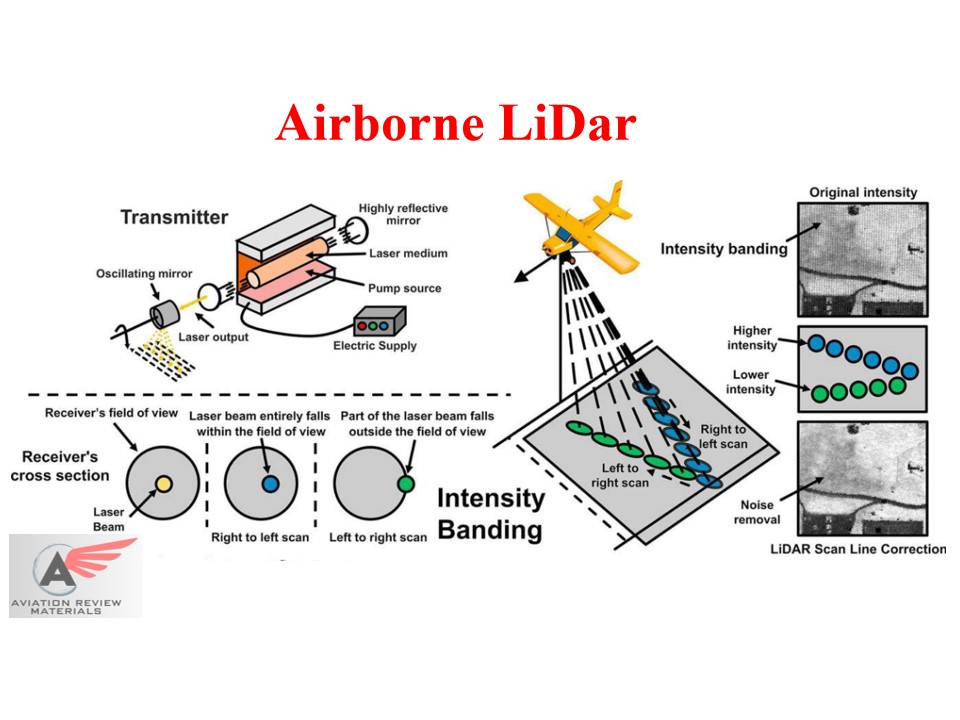 Airborne LiDar
Transmitter
Highly reflective
mirror
Laser medium
Pump source
Oscillating mirror
Laser output
Electric Supply
Original intensity
Intensity banding
Higher
intensity
Lower
intensity
Right to
left scan
Left to
right scan
Noise
removal
LiDAR Scan Line Correction
Receiver's field of view
Laser beam entirely falls
within the field of view
Part of the laser beam falls
outside the field of view
Receiver's
cross section
Laser
Beam
Right to left scan
Left to right scan
Intensity
Banding
A
AVIATION REVIEW
MATERIALS